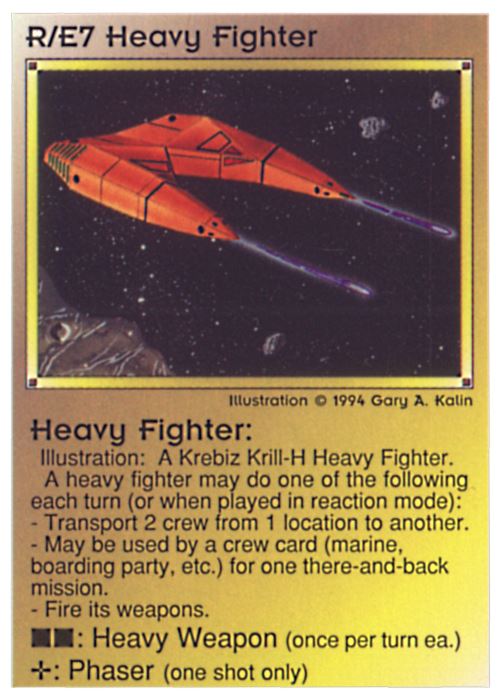 R/E7 Heavy Fighter
Illustration © 1994 Gary A. Kalin
Heavy Fighter:
Illustration: A Krebiz Krill-H Heavy Fighter.
A heavy fighter may do one of the following
each turn (or when played in reaction mode):
- Transport 2 crew from 1 location to another.
- May be used by a crew card (marine,
boarding party, etc.) for one there-and-back
mission.
- Fire its weapons.
■■: Heavy Weapon (once per turn ea.)
✛: Phaser (one shot only)